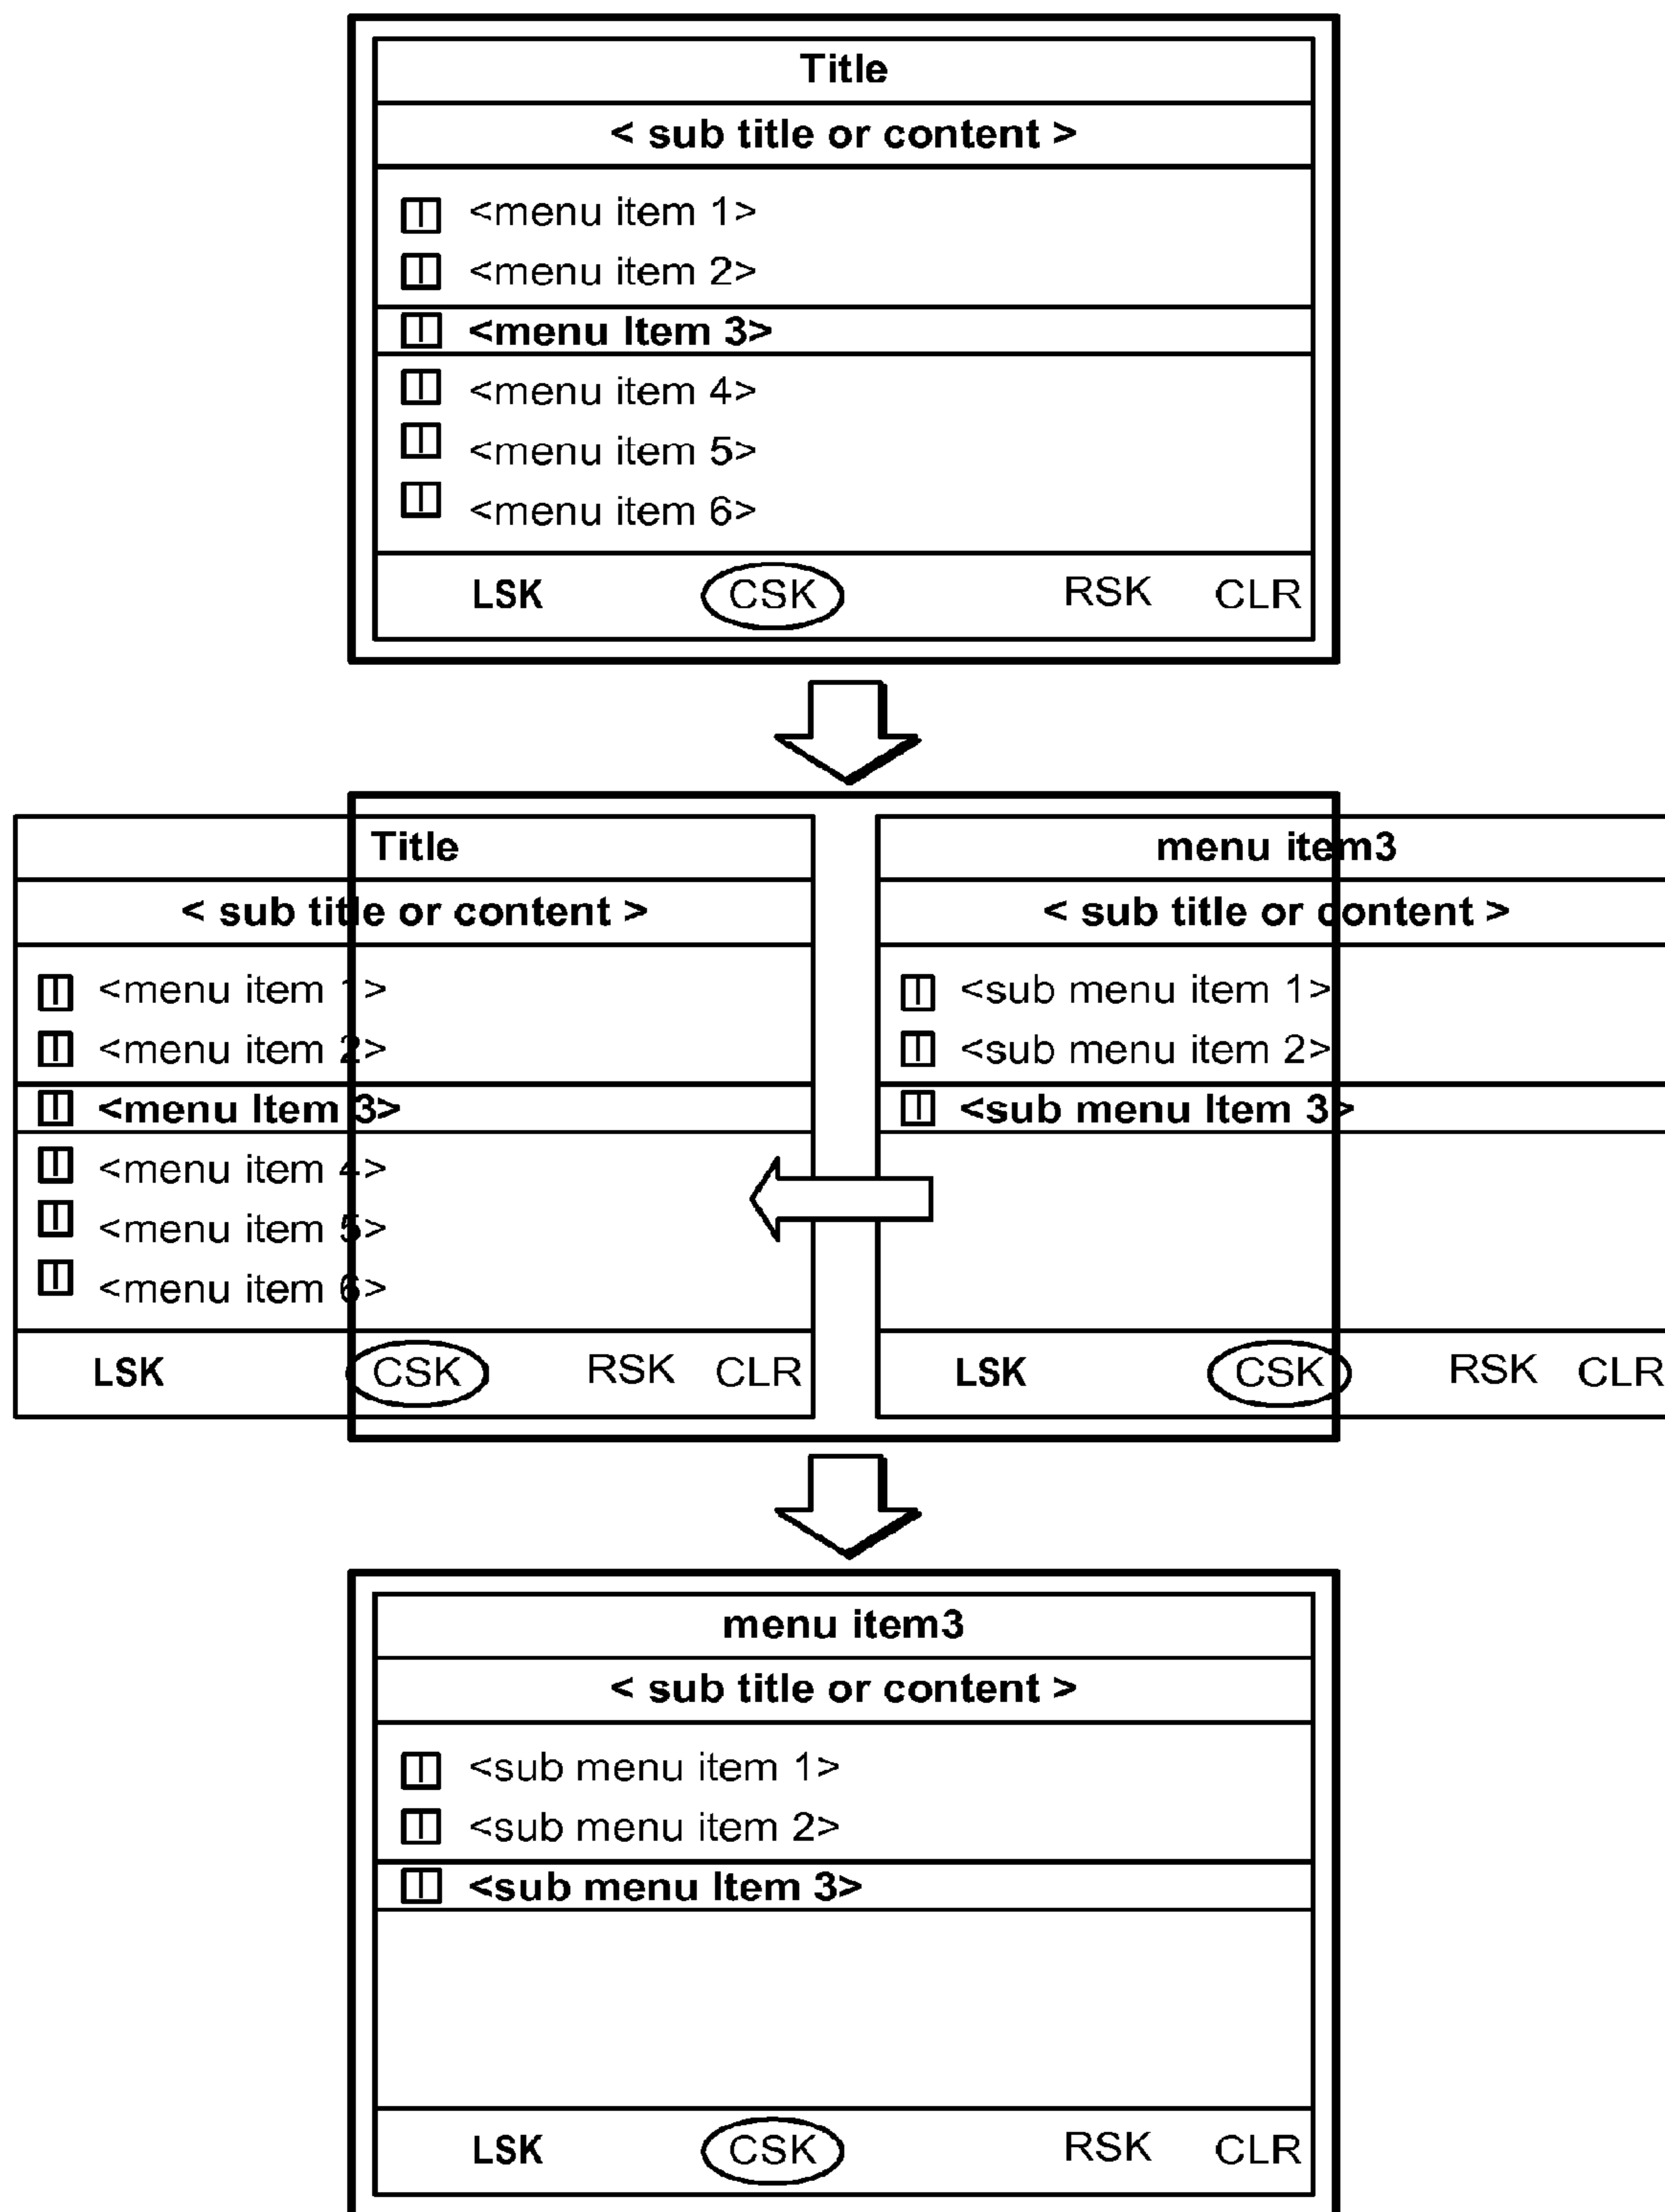 Title
< sub title or content >
<menu item 1>
<menu item 2>
<menu Item 3>
<menu item 4>
<menu item 5>
<menu item 6>
LSK CSK RSK CLR
Title
< sub title or content >
<menu item 1>
<menu item 2>
<menu Item 3>
<menu item 4>
<menu item 5>
<menu item 6>
LSK CSK RSK CLR
menu item3
< sub title or content >
<sub menu item 1>
<sub menu item 2>
<sub menu Item 3>
LSK CSK RSK CLR
menu item3
< sub title or content >
<sub menu item 1>
<sub menu item 2>
<sub menu Item 3>
LSK CSK RSK CLR